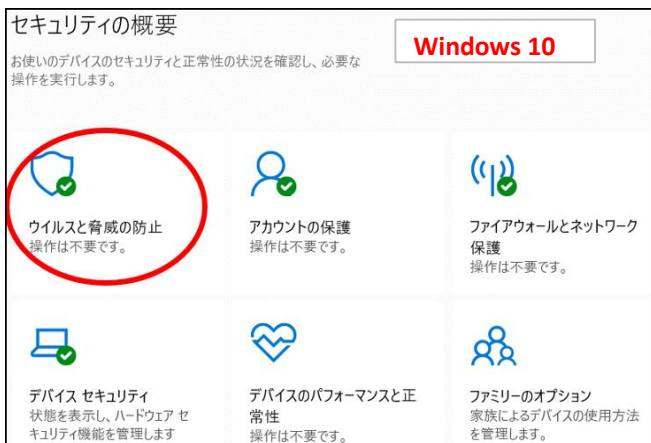 セキュリティの概要
Windows 10
お使いのデバイスのセキュリティと正常性の状況を確認し、必要な
操作を実行します。
ウイルスと脅威の防止
操作は不要です。
アカウントの保護
操作は不要です。
ファイアウォールとネットワーク
保護
操作は不要です。
デバイス セキュリティ
状態を表示し、ハードウェア セ
キュリティ機能を管理します
デバイスのパフォーマンスと正
常性
操作は不要です。
ファミリーのオプション
家族によるデバイスの使用方法
を管理します。